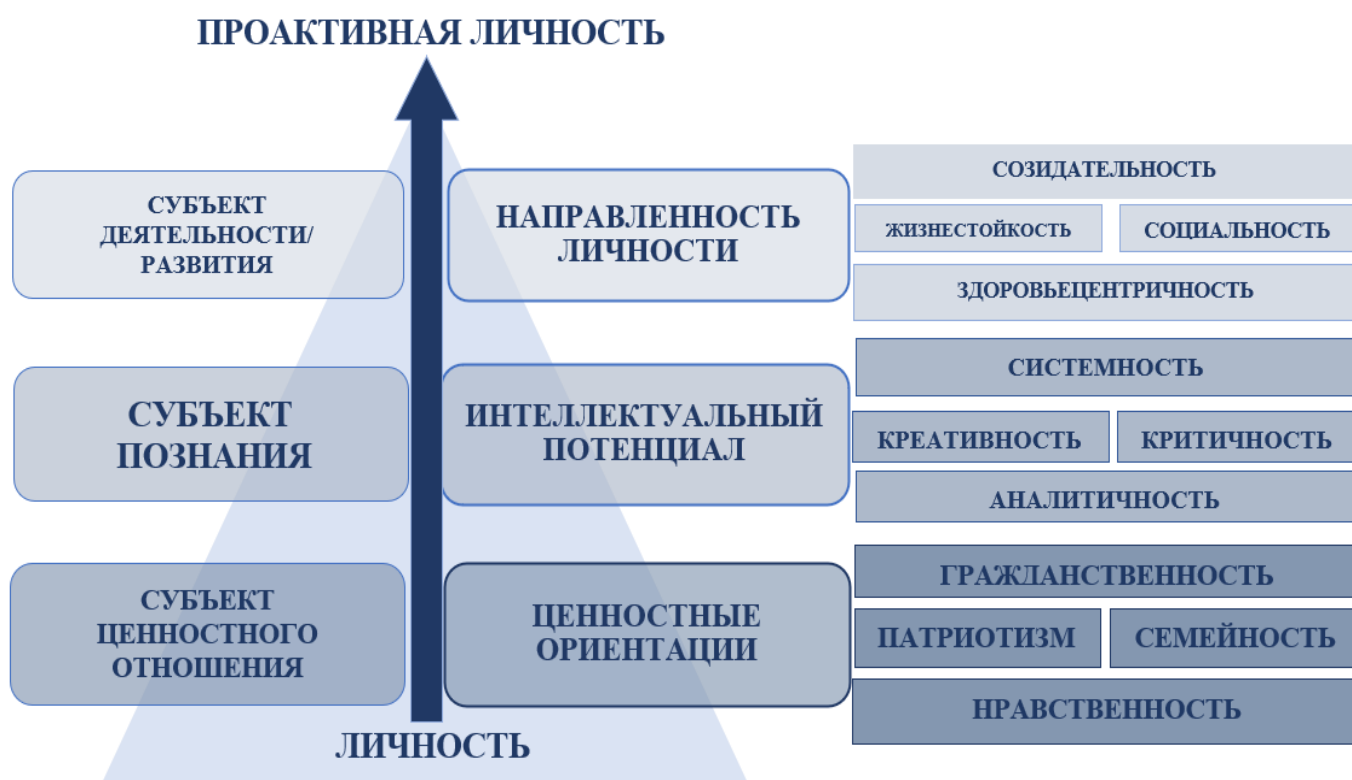 ПРОАКТИВНАЯ ЛИЧНОСТЬ
СУБЪЕКТ
ДЕЯТЕЛЬНОСТИ/
РАЗВИТИЯ
НАПРАВЛЕННОСТЬ
ЛИЧНОСТИ
СОЗИДАТЕЛЬНОСТЬ
ЖИЗНЕСТОЙКОСТЬ
СОЦИАЛЬНОСТЬ
ЗДОРОВЬЕЦЕНТРИЧНОСТЬ
СУБЪЕКТ
ПОЗНАНИЯ
ИНТЕЛЛЕКТУАЛЬНЫЙ
ПОТЕНЦИАЛ
СИСТЕМНОСТЬ
КРЕАТИВНОСТЬ
КРИТИЧНОСТЬ
АНАЛИТИЧНОСТЬ
СУБЪЕКТ
ЦЕННОСТНОГО
ОТНОШЕНИЯ
ЦЕННОСТНЫЕ
ОРИЕНТАЦИИ
ГРАЖДАНСТВЕННОСТЬ
ПАТРИОТИЗМ
СЕМЕЙНОСТЬ
НРАВСТВЕННОСТЬ
ЛИЧНОСТЬ